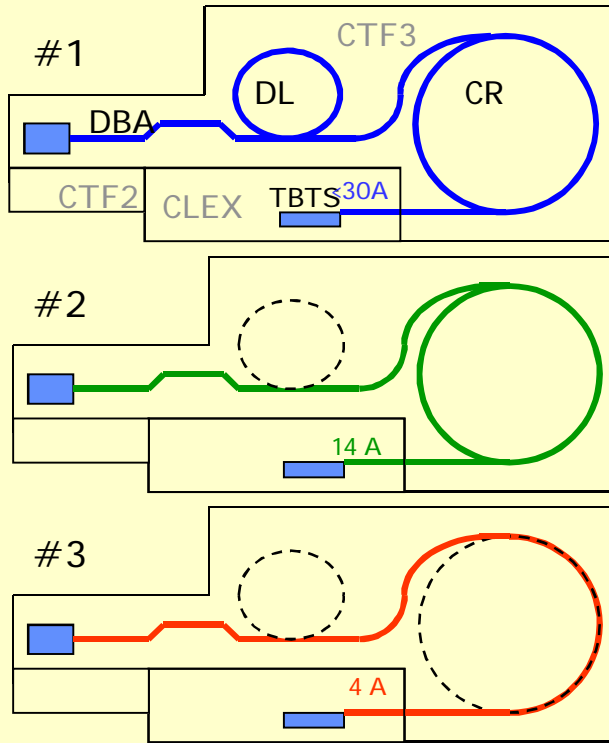 #1
CTF3
DL
CR
DBA
CTF2
CLEX
TBTS
<30A
#2
14 A
#3
4 A